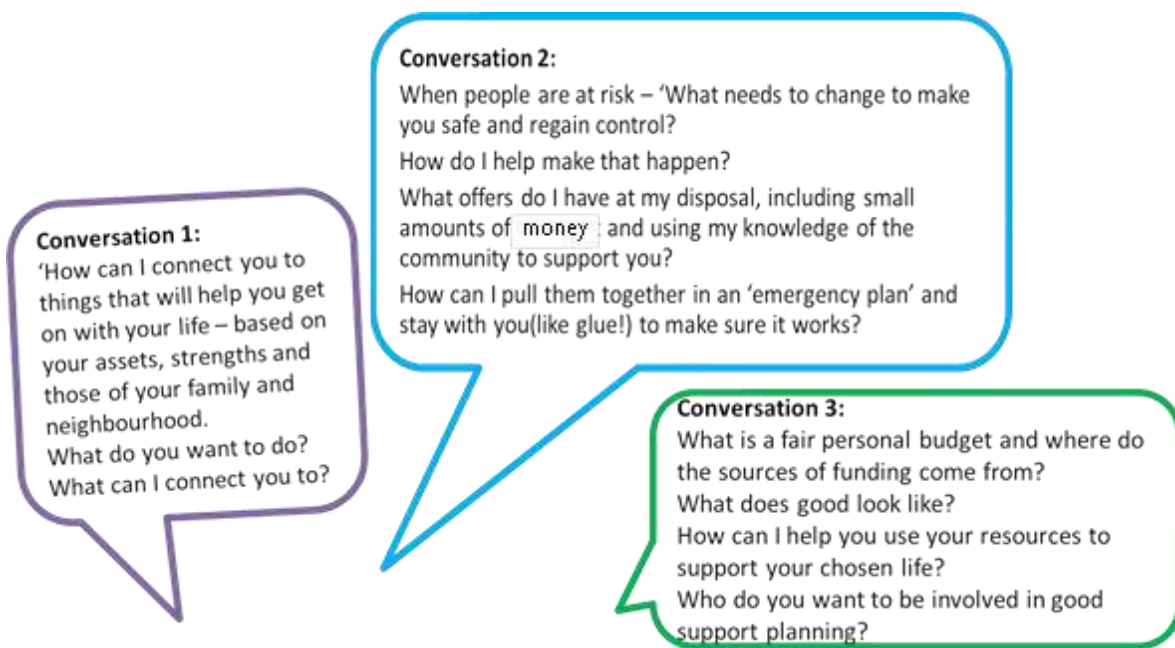 Conversation 1:
‘How can I connect you to
things that will help you get
on with your life – based on
your assets, strengths and
those of your family and
neighbourhood.
What do you want to do?
What can I connect you to?
Conversation 2:
When people are at risk – ‘What needs to change to make
you safe and regain control?
How do I help make that happen?
What offers do I have at my disposal, including small
amounts of money and using my knowledge of the
community to support you?
How can I pull them together in an ‘emergency plan’ and
stay with you(like glue!) to make sure it works?
Conversation 3:
What is a fair personal budget and where do
the sources of funding come from?
What does good look like?
How can I help you use your resources to
support your chosen life?
Who do you want to be involved in good
support planning?